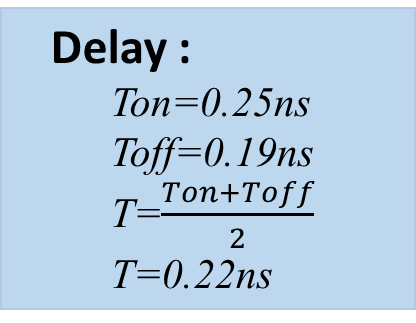 Delay :
Ton=0.25ns
Toff=0.19ns
T=Ton+Toff/2
T=0.22ns